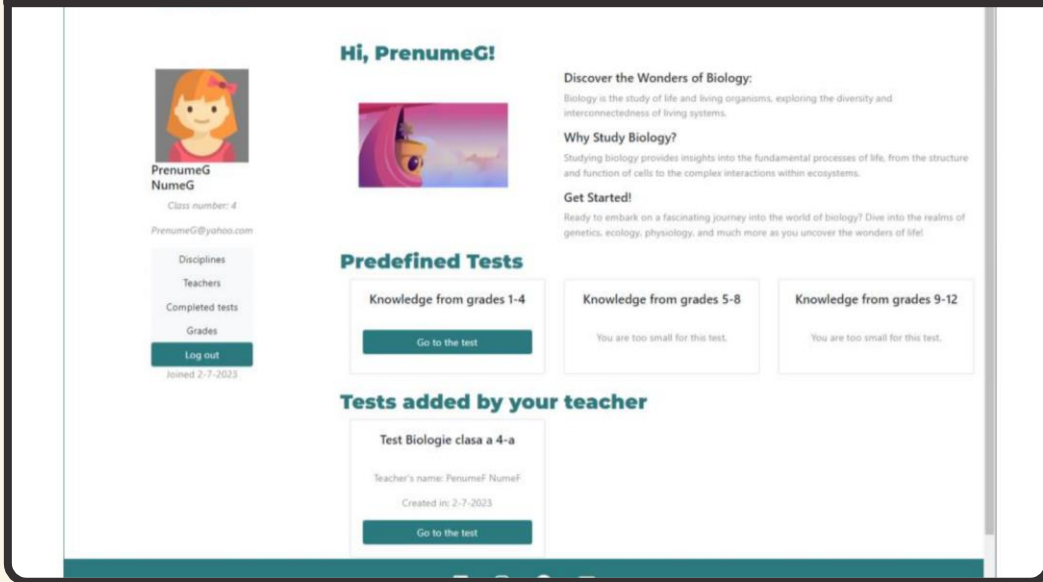 Hi, PrenumeG!
PrenumeG
NumeG
Class number: 4
PrenumeG@yahoo.com
Disciplines
Teachers
Completed tests
Grades
Log out
Joined 2-7-2023
Discover the Wonders of Biology:
Biology is the study of life and living organisms, exploring the diversity and
interconnectedness of living systems.
Why Study Biology?
Studying biology provides insights into the fundamental processes of life, from the structure
and function of cells to the complex interactions within ecosystems.
Get Started!
Ready to embark on a fascinating journey into the world of biology? Dive into the realms of
genetics, ecology, physiology, and much more as you uncover the wonders of life!
Predefined Tests
Knowledge from grades 1-4
Go to the test
Knowledge from grades 5-8
You are too small for this test.
Knowledge from grades 9-12
You are too small for this test.
Tests added by your teacher
Test Biologie clasa a 4-a
Teacher's name: PenumeF NumeF
Created in: 2-7-2023
Go to the test